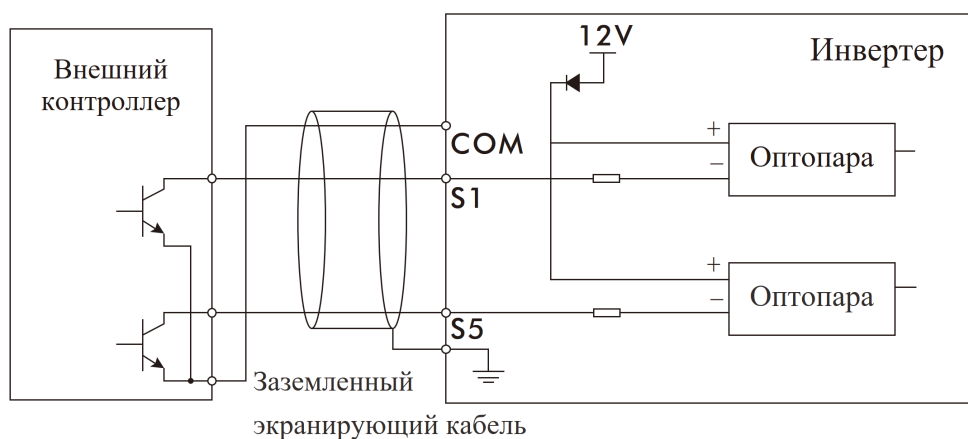 12V
Инвертер
Внешний
контроллер
COM
+
Оптопара
−
S1
+
Оптопара
−
S5
Заземленный
экранирующий кабель